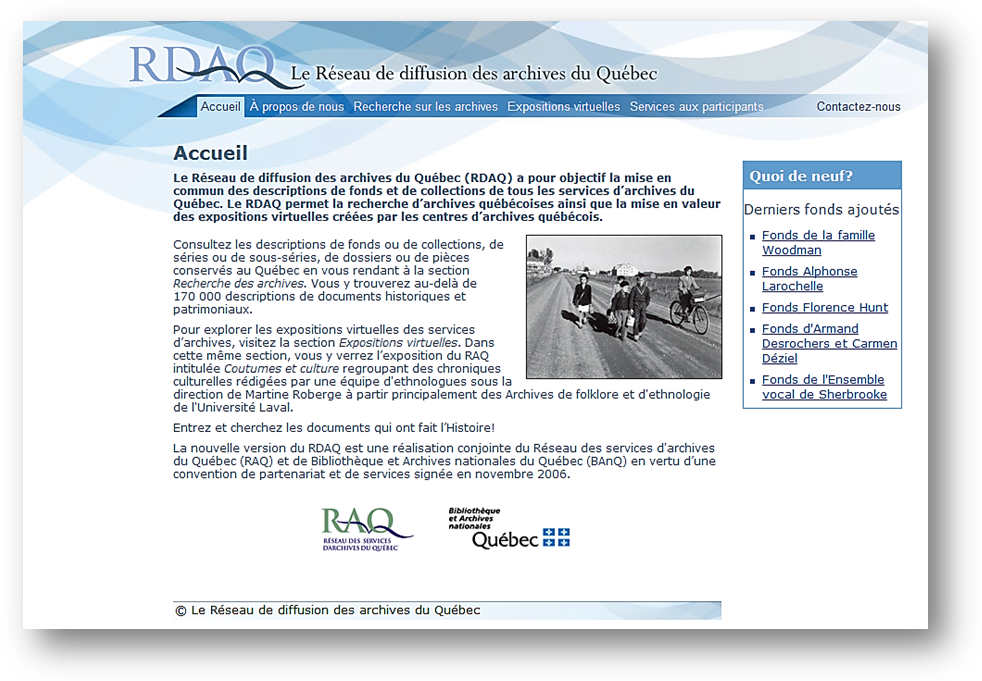 RDAQ Le Réseau de diffusion des archives du Québec
Accueil À propos de nous Recherche sur les archives Expositions virtuelles Services aux participants Contactez-nous
Accueil
Le Réseau de diffusion des archives du Québec (RDAQ) a pour objectif la mise en
commun des descriptions de fonds et de collections de tous les services d’archives du
Québec. Le RDAQ permet la recherche d’archives québécoises ainsi que la mise en valeur
des expositions virtuelles créées par les centres d’archives québécois.
Consultez les descriptions de fonds ou de collections, de
séries ou de sous-séries, de dossiers ou de pièces
conservés au Québec en vous rendant à la section
Recherche des archives. Vous y trouverez au-delà de
170 000 descriptions de documents historiques et
patrimoniaux.
Pour explorer les expositions virtuelles des services
d’archives, visitez la section Expositions virtuelles. Dans
cette même section, vous y verrez l’exposition du RAQ
intitulée Coutumes et culture regroupant des chroniques
culturelles rédigées par une équipe d'ethnologues sous la
direction de Martine Roberge à partir principalement des Archives de folklore et d'ethnologie
de l'Université Laval.
Entrez et cherchez les documents qui ont fait l’Histoire!
La nouvelle version du RDAQ est une réalisation conjointe du Réseau des services d'archives
du Québec (RAQ) et de Bibliothèque et Archives nationales du Québec (BAnQ) en vertu d’une
convention de partenariat et de services signée en novembre 2006.
RAQ
RÉSEAU DES SERVICES
D'ARCHIVES DU QUÉBEC
Bibliothèque
et Archives
nationales
Québec
© Le Réseau de diffusion des archives du Québec
Quoi de neuf?
Derniers fonds ajoutés
Fonds de la famille
Woodman
Fonds Alphonse
Larochelle
Fonds Florence Hunt
Fonds d'Armand
Desrochers et Carmen
Déziel
Fonds de l'Ensemble
vocal de Sherbrooke